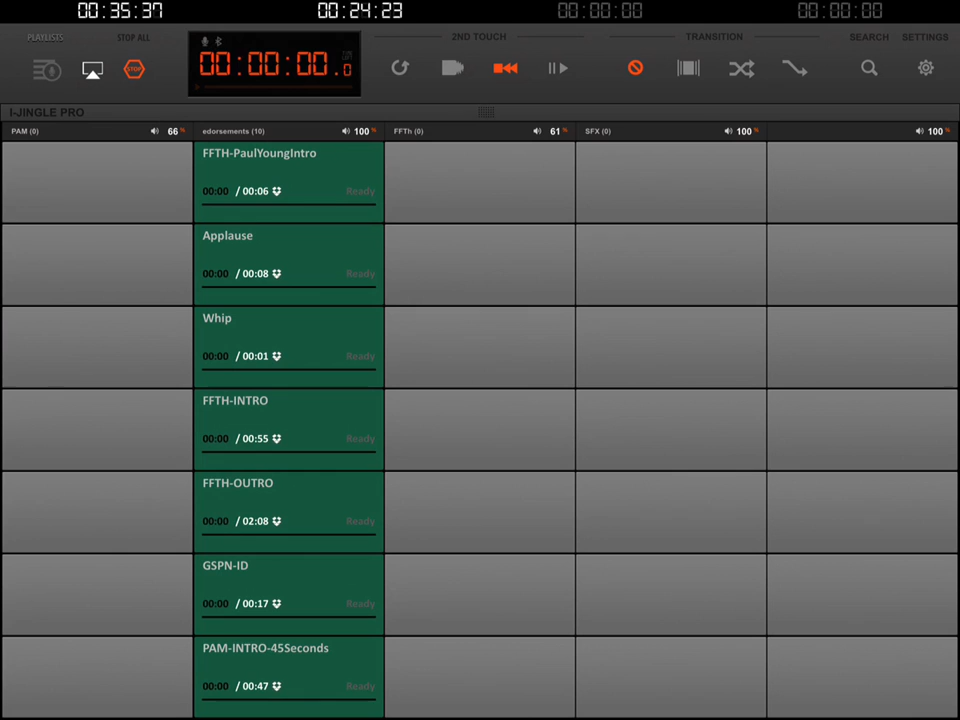 00:35:37 00:24:23 00:00:00 00:00:00
PLAYLISTS STOP ALL 2ND TOUCH TRANSITION SEARCH SETTINGS
STOP 00:00:00.0
I-JINGLE PRO
PAM (0) 66 % edorsements (10) 100 % FFTh (0) 61 % SFX (0) 100 % 100 %
FFTH-PaulYoungIntro
00:00 / 00:06 Ready
Applause
00:00 / 00:08 Ready
Whip
00:00 / 00:01 Ready
FFTH-INTRO
00:00 / 00:55 Ready
FFTH-OUTRO
00:00 / 02:08 Ready
GSPN-ID
00:00 / 00:17 Ready
PAM-INTRO-45Seconds
00:00 / 00:47 Ready